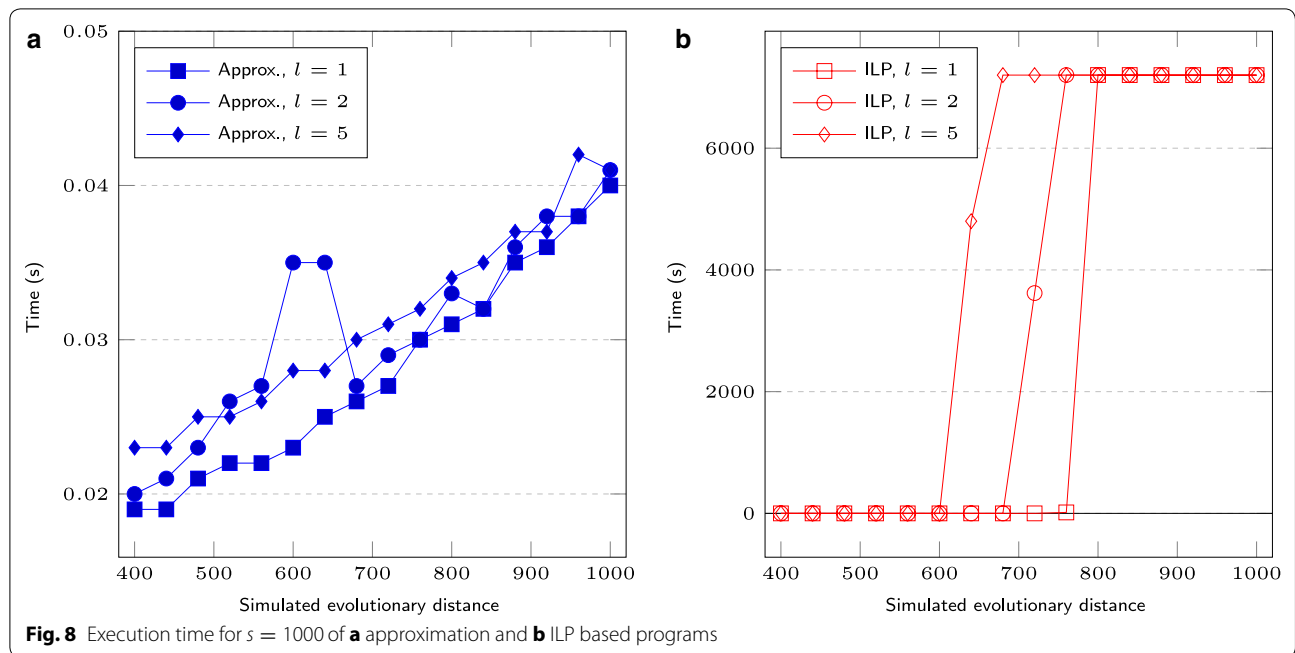 a
0.05
0.04
0.03
0.02
Time (s)
Approx., l = 1
Approx., l = 2
Approx., l = 5
400 500 600 700 800 900 1000
Simulated evolutionary distance
b
6000
4000
2000
0
Time (s)
ILP, l = 1
ILP, l = 2
ILP, l = 5
400 500 600 700 800 900 1000
Simulated evolutionary distance
Fig. 8 Execution time for s = 1000 of a approximation and b ILP based programs